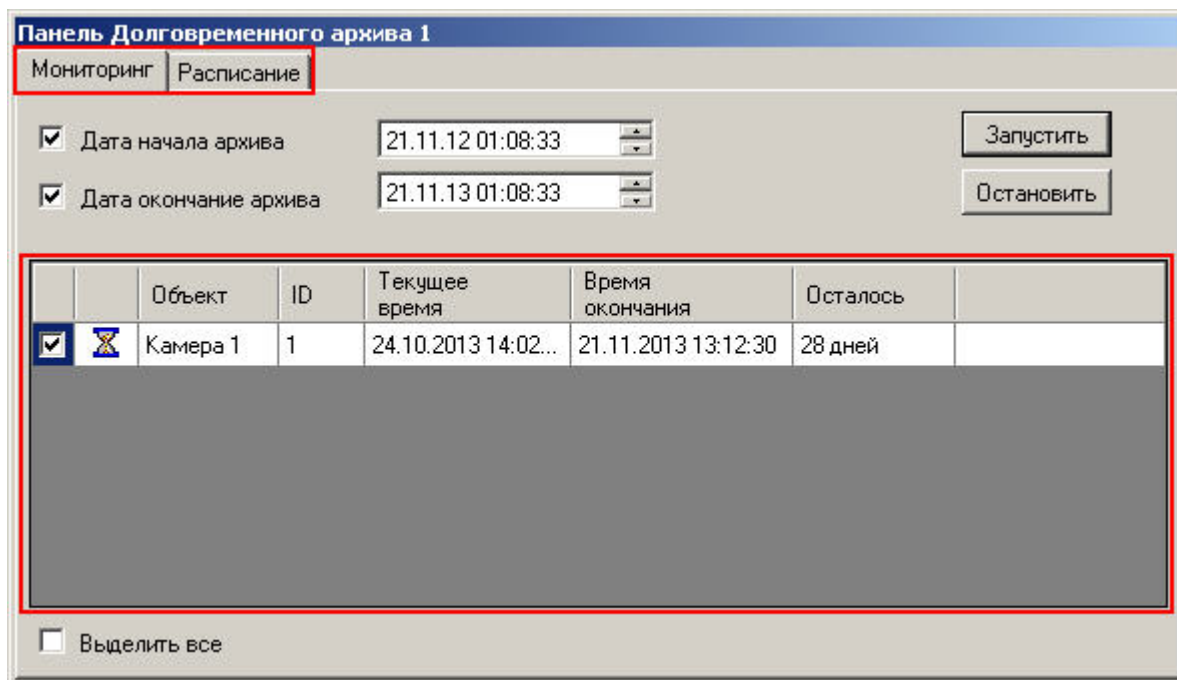 Панель Долговременного архива 1
Мониторинг Расписание
Дата начала архива 21.11.12 01:08:33 Запустить
Дата окончание архива 21.11.13 01:08:33 Остановить
Объект ID Текущее время Время окончания Осталось
Камера 1 1 24.10.2013 14:02... 21.11.2013 13:12:30 28 дней
Выделить все